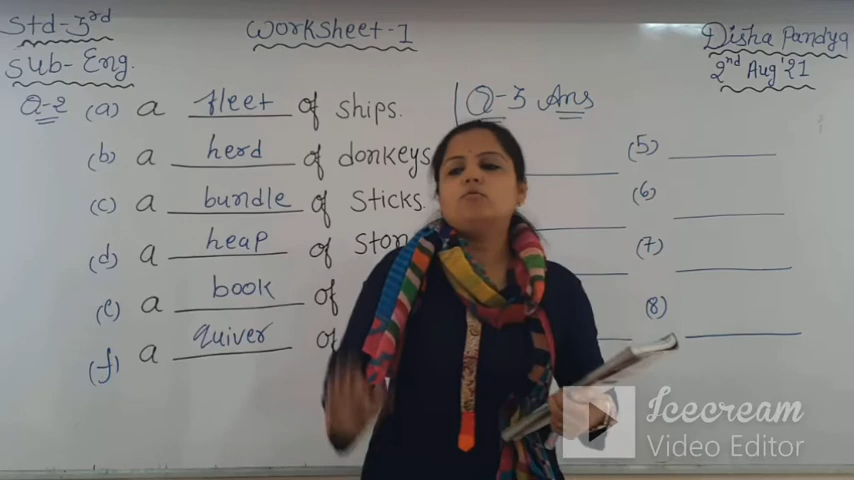 Std-3rd
Worksheet-1
Disha Pandya
Sub- Eng.
2nd Aug'21
Q-2 (a) a fleet of ships.
(b) a herd of donkeys
(c) a bundle of sticks.
(d) a heap of
(e) a book of
(f) a quiver of
Q-3 Ans
(5)
(6)
(7)
(8)
Icecream
Video Editor